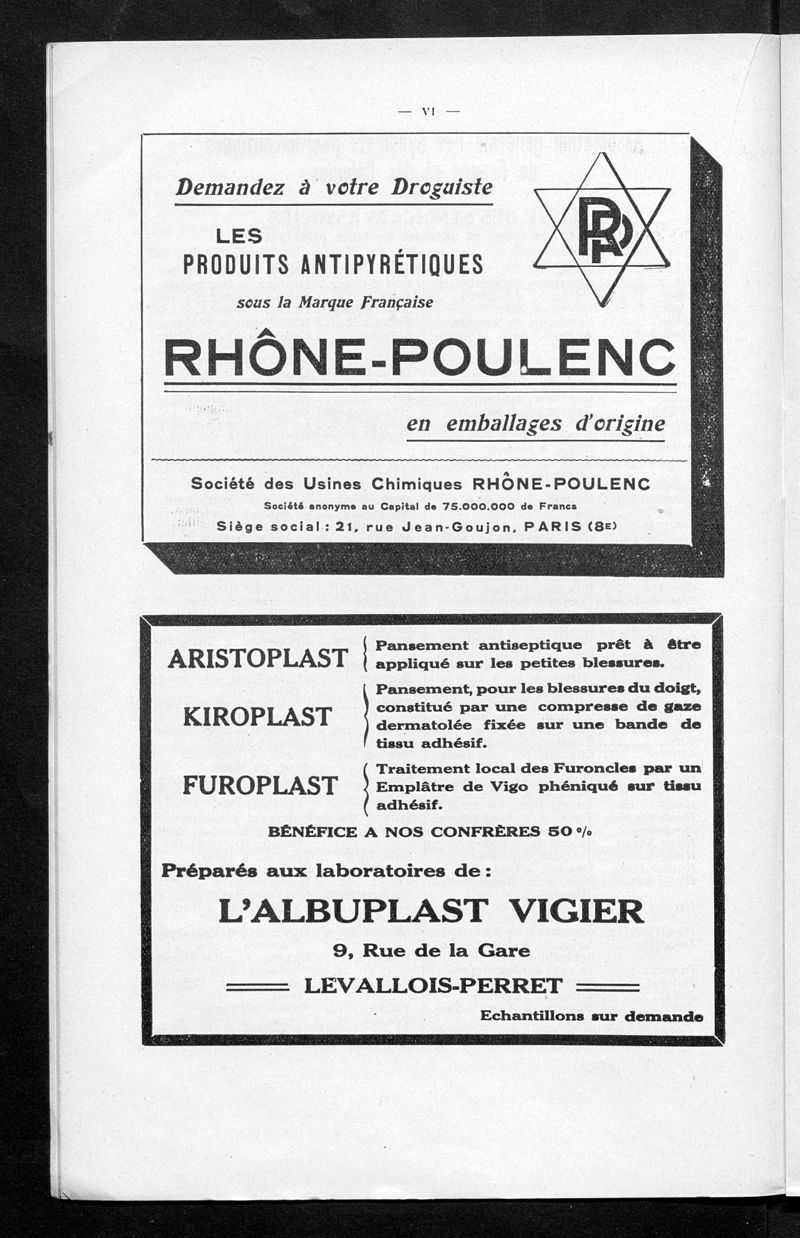 — VI —
Demandez à votre Droguiste
LES
PRODUITS ANTIPYRÉTIQUES
sous la Marque Française
RHÔNE-POULENC
en emballages d'origine
Société des Usines Chimiques RHÔNE-POULENC
Société anonyme au Capital de 75.000.000 de Francs
Siège social : 21, rue Jean-Goujon, PARIS (8E)
ARISTOPLAST
Pansement antiseptique prêt à être
appliqué sur les petites blessures.
KIROPLAST
Pansement, pour les blessures du doigt,
constitué par une compresse de gaze
dermatolée fixée sur une bande de
tissu adhésif.
FUROPLAST
Traitement local des Furoncles par un
Emplâtre de Vigo phéniqué sur tissu
adhésif.
BÉNÉFICE A NOS CONFRÈRES 50 %
Préparés aux laboratoires de :
L'ALBUPLAST VIGIER
9, Rue de la Gare
LEVALLOIS-PERRET
Echantillons sur demande